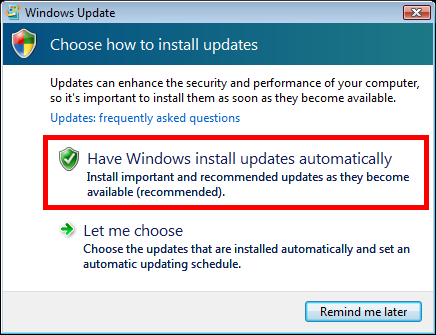 Windows Update
Choose how to install updates
Updates can enhance the security and performance of your computer,
so it's important to install them as soon as they become available.
Updates: frequently asked questions
Have Windows install updates automatically
Install important and recommended updates as they become
available (recommended).
Let me choose
Choose the updates that are installed automatically and set an
automatic updating schedule.
Remind me later